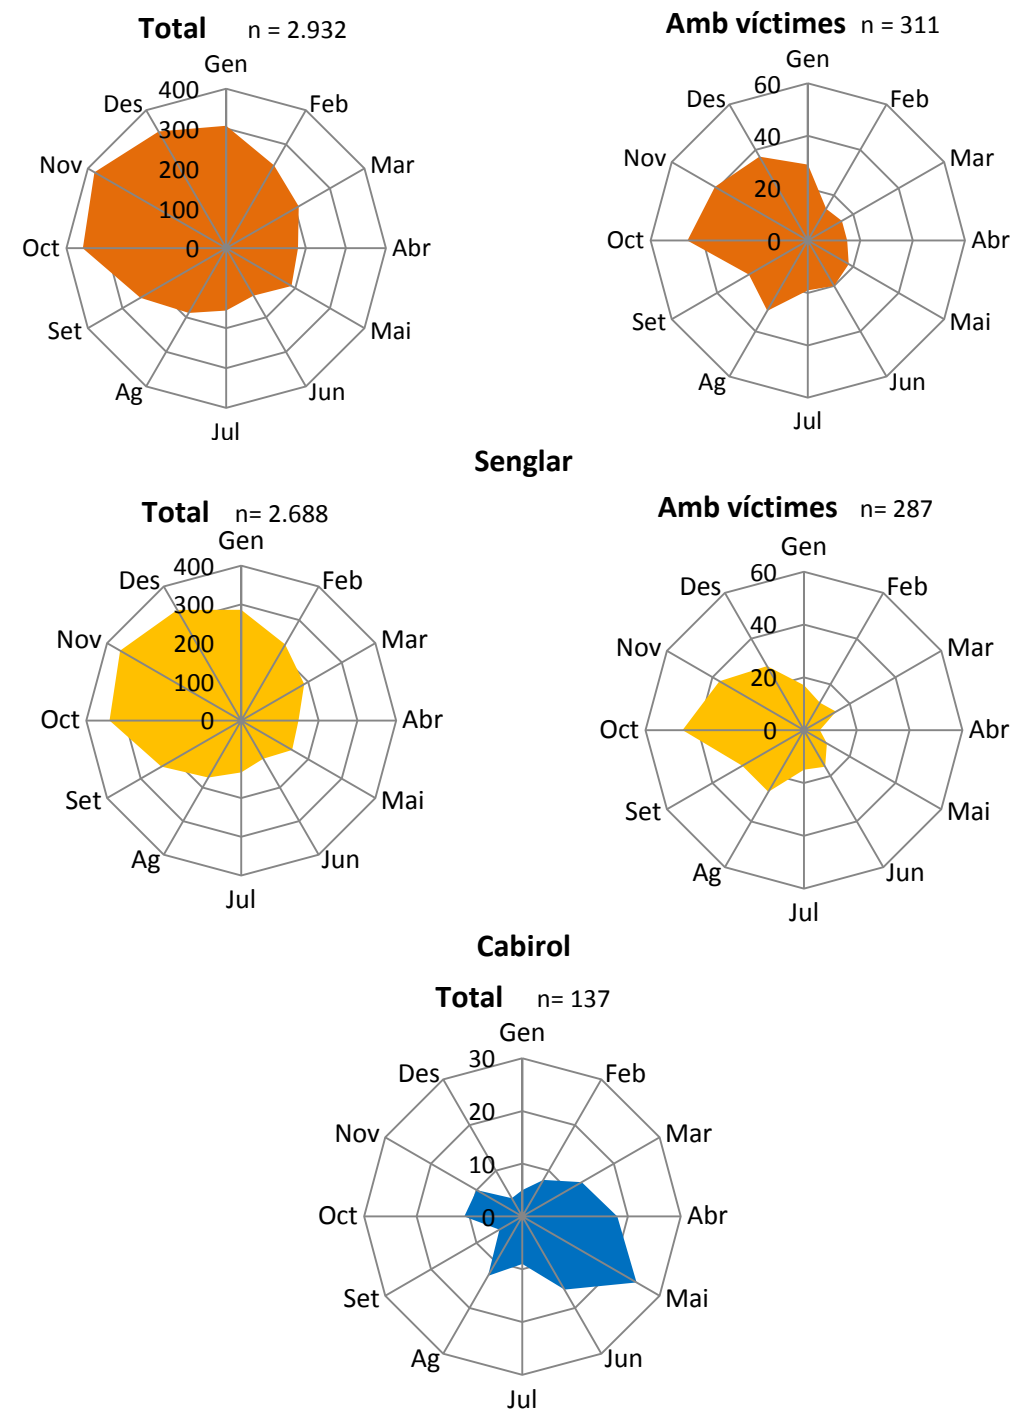 Total n = 2.932
Gen
Feb
Mar
Abr
Mai
Jun
Jul
Ag
Set
Oct
Nov
Des
400
300
200
100
0
Amb víctimes n = 311
Gen
Feb
Mar
Abr
Mai
Jun
Jul
Ag
Set
Oct
Nov
Des
60
40
20
0
Senglar
Total n= 2.688
Gen
Feb
Mar
Abr
Mai
Jun
Jul
Ag
Set
Oct
Nov
Des
400
300
200
100
0
Amb víctimes n= 287
Gen
Feb
Mar
Abr
Mai
Jun
Jul
Ag
Set
Oct
Nov
Des
60
40
20
0
Cabirol
Total n= 137
Gen
Feb
Mar
Abr
Mai
Jun
Jul
Ag
Set
Oct
Nov
Des
30
20
10
0